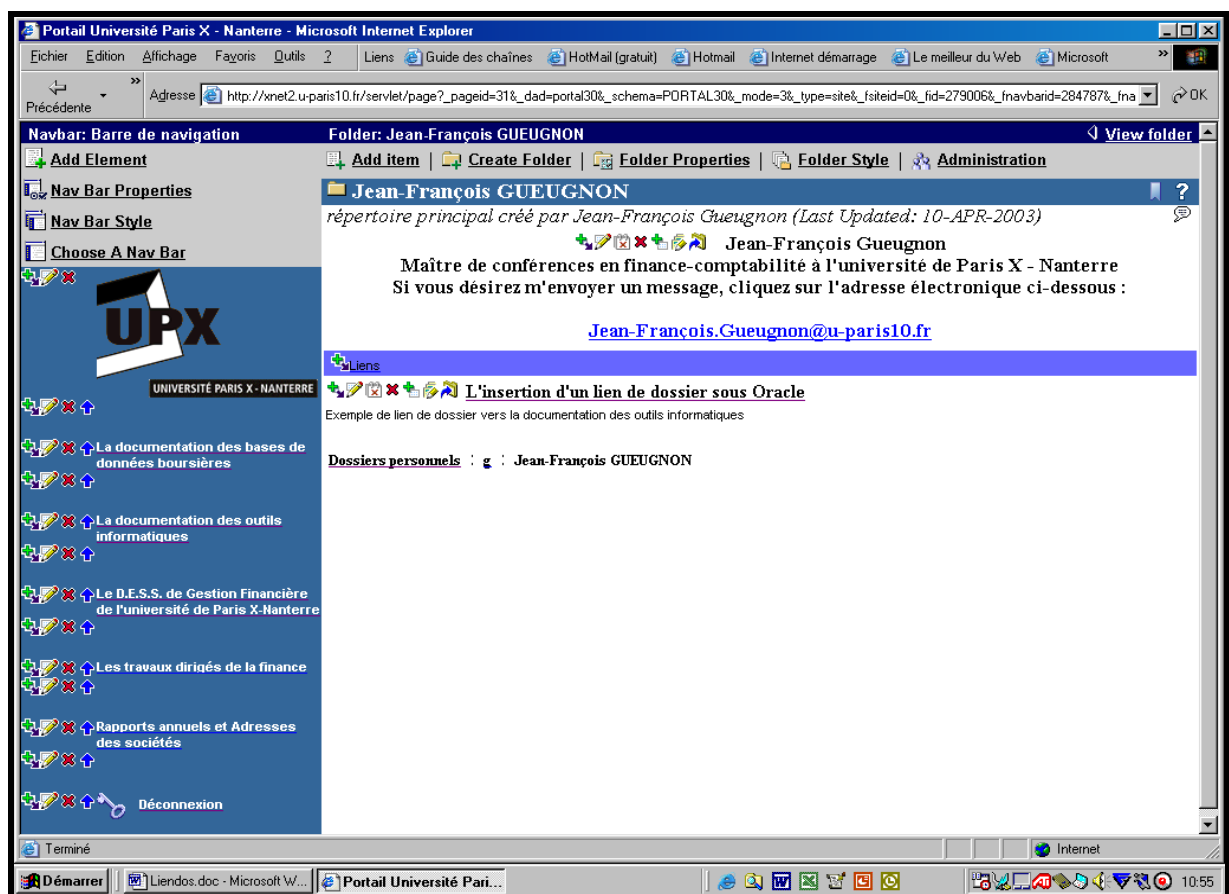 Portail Université Paris X - Nanterre - Microsoft Internet Explorer
Fichier Edition Affichage Favoris Outils ? Liens Guide des chaînes HotMail (gratuit) Hotmail Internet démarrage Le meilleur du Web Microsoft »
Précédente » Adresse http://xnet2.u-paris10.fr/servlet/page?_pageid=31&_dad=portal30&_schema=PORTAL30&_mode=3&_type=site&_fsiteid=0&_fid=279006&_fnavbarid=284787&_fna OK
Navbar: Barre de navigation
Add Element
Nav Bar Properties
Nav Bar Style
Choose A Nav Bar
UPX
UNIVERSITÉ PARIS X - NANTERRE
La documentation des bases de
données boursières
La documentation des outils
informatiques
Le D.E.S.S. de Gestion Financière
de l'université de Paris X-Nanterre
Les travaux dirigés de la finance
Rapports annuels et Adresses
des sociétés
Déconnexion
Folder: Jean-François GUEUGNON View folder
Add item | Create Folder | Folder Properties | Folder Style | Administration
Jean-François GUEUGNON ?
répertoire principal créé par Jean-François Gueugnon (Last Updated: 10-APR-2003)
Jean-François Gueugnon
Maître de conférences en finance-comptabilité à l'université de Paris X - Nanterre
Si vous désirez m'envoyer un message, cliquez sur l'adresse électronique ci-dessous :
Jean-François.Gueugnon@u-paris10.fr
Liens
L'insertion d'un lien de dossier sous Oracle
Exemple de lien de dossier vers la documentation des outils informatiques
Dossiers personnels : g : Jean-François GUEUGNON
Terminé Internet
Démarrer Liendos.doc - Microsoft W... Portail Université Pari... 10:55